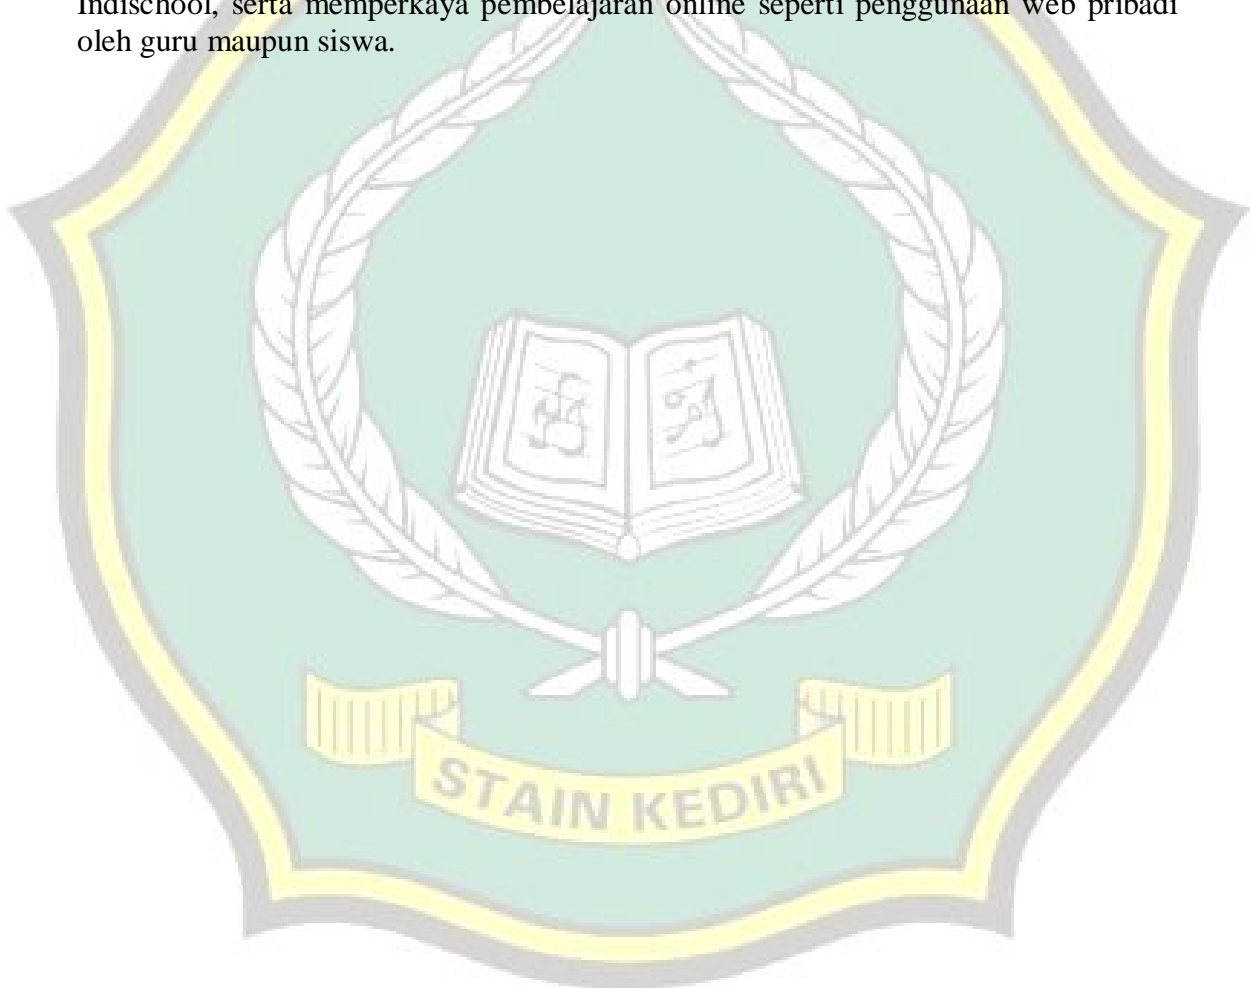 Indischool, serta memperkaya pembelajaran online seperti penggunaan web pribadi
oleh guru maupun siswa.
STAIN KEDIRI